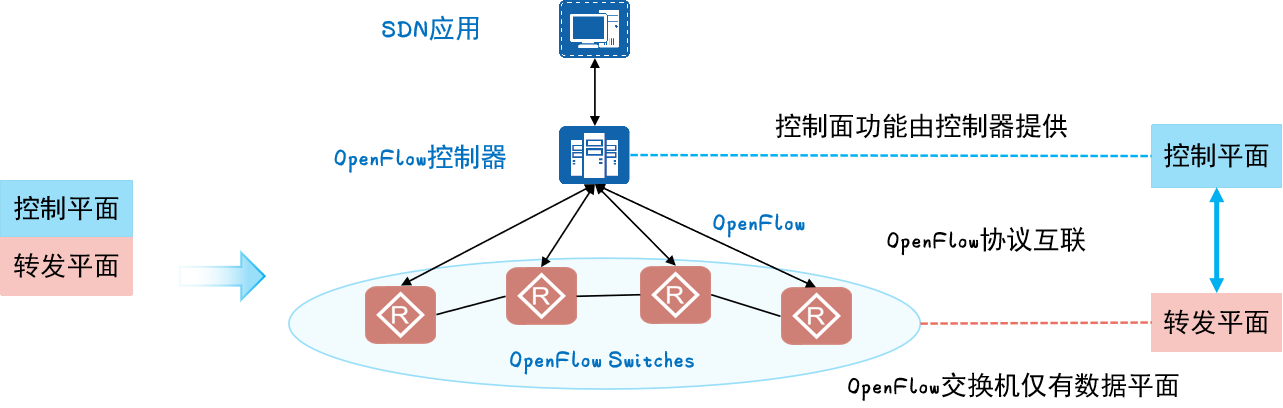 SDN应用
控制面功能由控制器提供
OpenFlow控制器
控制平面
控制平面
转发平面
OpenFlow
OpenFlow协议互联
R
R
R
R
转发平面
OpenFlow Switches
OpenFlow交换机仅有数据平面